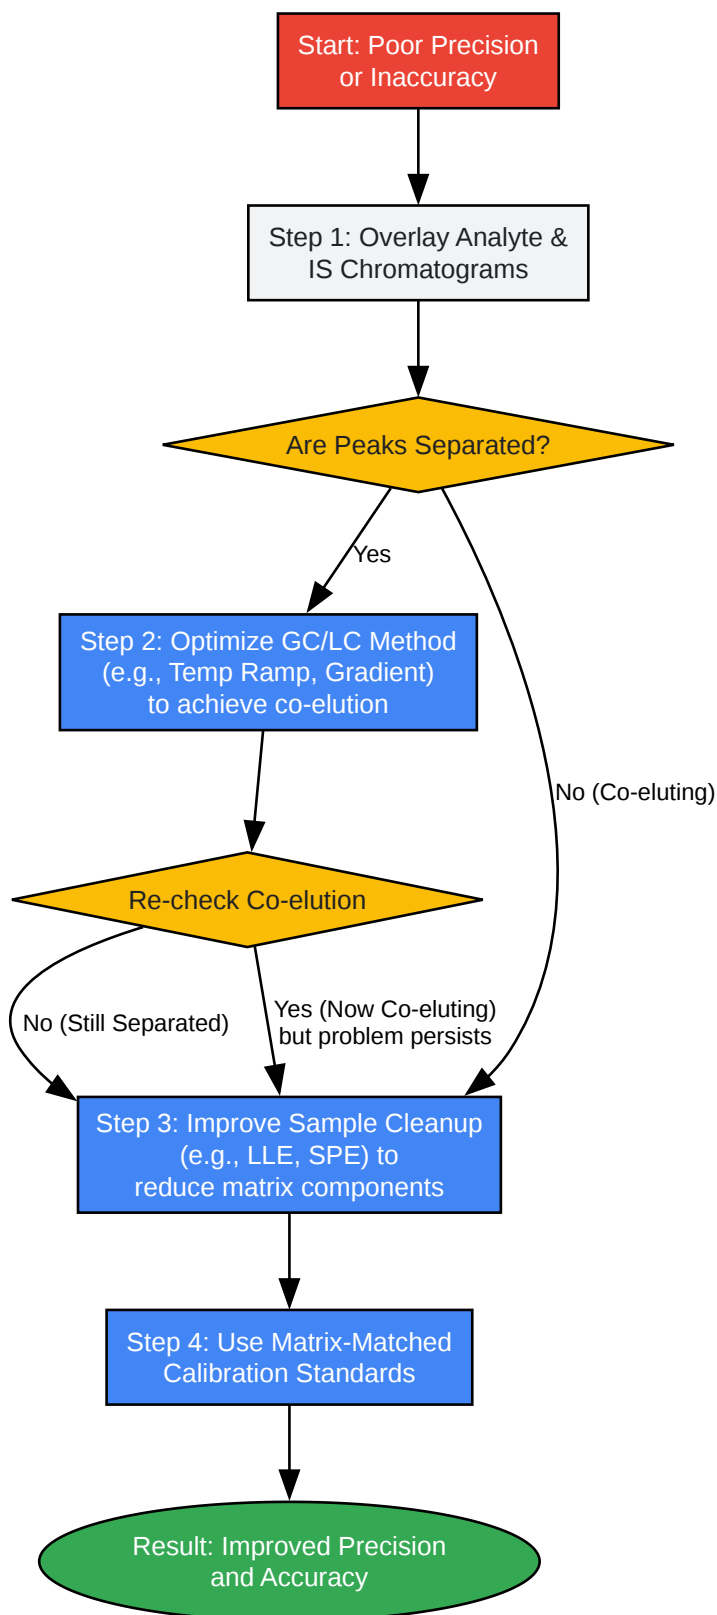 Start: Poor Precision
or Inaccuracy
Step 1: Overlay Analyte &
IS Chromatograms
Are Peaks Separated?
Yes
Step 2: Optimize GC/LC Method
(e.g., Temp Ramp, Gradient)
to achieve co-elution
No (Co-eluting)
Re-check Co-elution
No (Still Separated)
Yes (Now Co-eluting)
but problem persists
Step 3: Improve Sample Cleanup
(e.g., LLE, SPE) to
reduce matrix components
Step 4: Use Matrix-Matched
Calibration Standards
Result: Improved Precision
and Accuracy